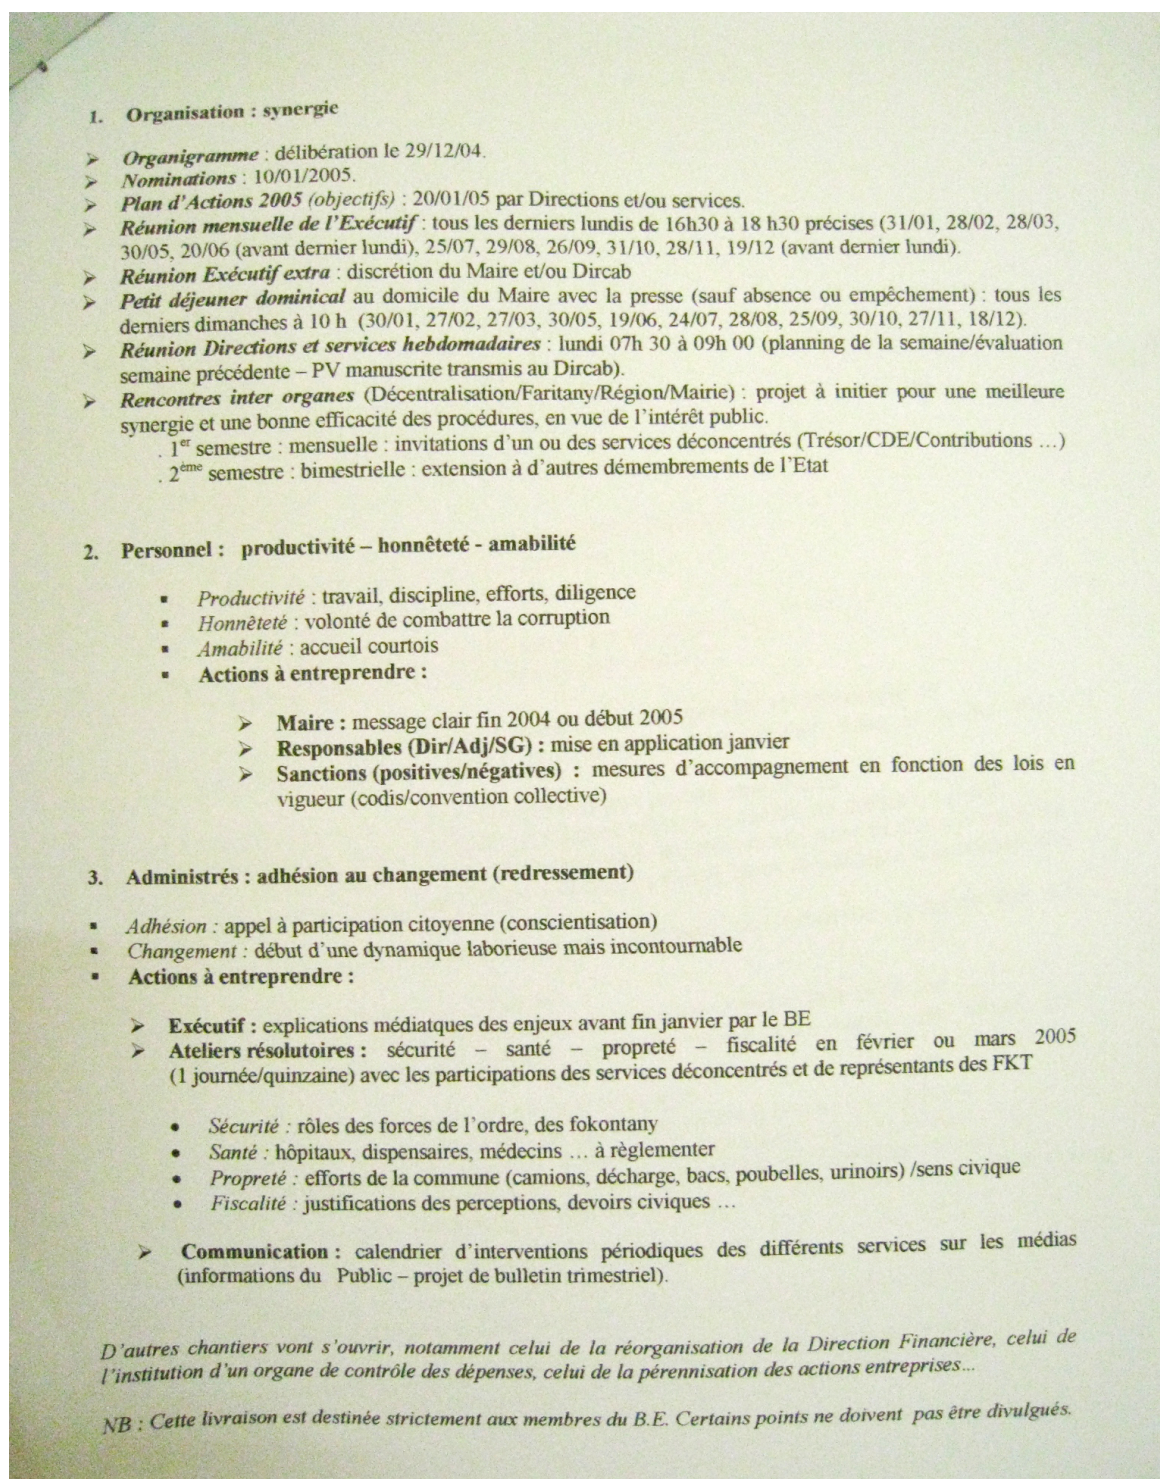 1. Organisation : synergie
➢ Organigramme : délibération le 29/12/04.
➢ Nominations : 10/01/2005.
➢ Plan d'Actions 2005 (objectifs) : 20/01/05 par Directions et/ou services.
➢ Réunion mensuelle de l'Exécutif : tous les derniers lundis de 16h30 à 18 h30 précises (31/01, 28/02, 28/03,
30/05, 20/06 (avant dernier lundi), 25/07, 29/08, 26/09, 31/10, 28/11, 19/12 (avant dernier lundi).
➢ Réunion Exécutif extra : discrétion du Maire et/ou Dircab
➢ Petit déjeuner dominical au domicile du Maire avec la presse (sauf absence ou empêchement) : tous les
derniers dimanches à 10 h (30/01, 27/02, 27/03, 30/05, 19/06, 24/07, 28/08, 25/09, 30/10, 27/11, 18/12).
➢ Réunion Directions et services hebdomadaires : lundi 07h 30 à 09h 00 (planning de la semaine/évaluation
semaine précédente – PV manuscrite transmis au Dircab).
➢ Rencontres inter organes (Décentralisation/Faritany/Région/Mairie) : projet à initier pour une meilleure
synergie et une bonne efficacité des procédures, en vue de l'intérêt public.
. 1er semestre : mensuelle : invitations d'un ou des services déconcentrés (Trésor/CDE/Contributions …)
. 2ème semestre : bimestrielle : extension à d'autres démembrements de l'Etat
2. Personnel : productivité – honnêteté - amabilité
▪ Productivité : travail, discipline, efforts, diligence
▪ Honnêteté : volonté de combattre la corruption
▪ Amabilité : accueil courtois
▪ Actions à entreprendre :
➢ Maire : message clair fin 2004 ou début 2005
➢ Responsables (Dir/Adj/SG) : mise en application janvier
➢ Sanctions (positives/négatives) : mesures d'accompagnement en fonction des lois en
vigueur (codis/convention collective)
3. Administrés : adhésion au changement (redressement)
▪ Adhésion : appel à participation citoyenne (conscientisation)
▪ Changement : début d'une dynamique laborieuse mais incontournable
▪ Actions à entreprendre :
➢ Exécutif : explications médiatques des enjeux avant fin janvier par le BE
➢ Ateliers résolutoires : sécurité – santé – propreté – fiscalité en février ou mars 2005
(1 journée/quinzaine) avec les participations des services déconcentrés et de représentants des FKT
• Sécurité : rôles des forces de l'ordre, des fokontany
• Santé : hôpitaux, dispensaires, médecins … à règlementer
• Propreté : efforts de la commune (camions, décharge, bacs, poubelles, urinoirs) /sens civique
• Fiscalité : justifications des perceptions, devoirs civiques …
➢ Communication : calendrier d'interventions périodiques des différents services sur les médias
(informations du Public – projet de bulletin trimestriel).
D'autres chantiers vont s'ouvrir, notamment celui de la réorganisation de la Direction Financière, celui de
l'institution d'un organe de contrôle des dépenses, celui de la pérennisation des actions entreprises...
NB : Cette livraison est destinée strictement aux membres du B.E. Certains points ne doivent pas être divulgués.